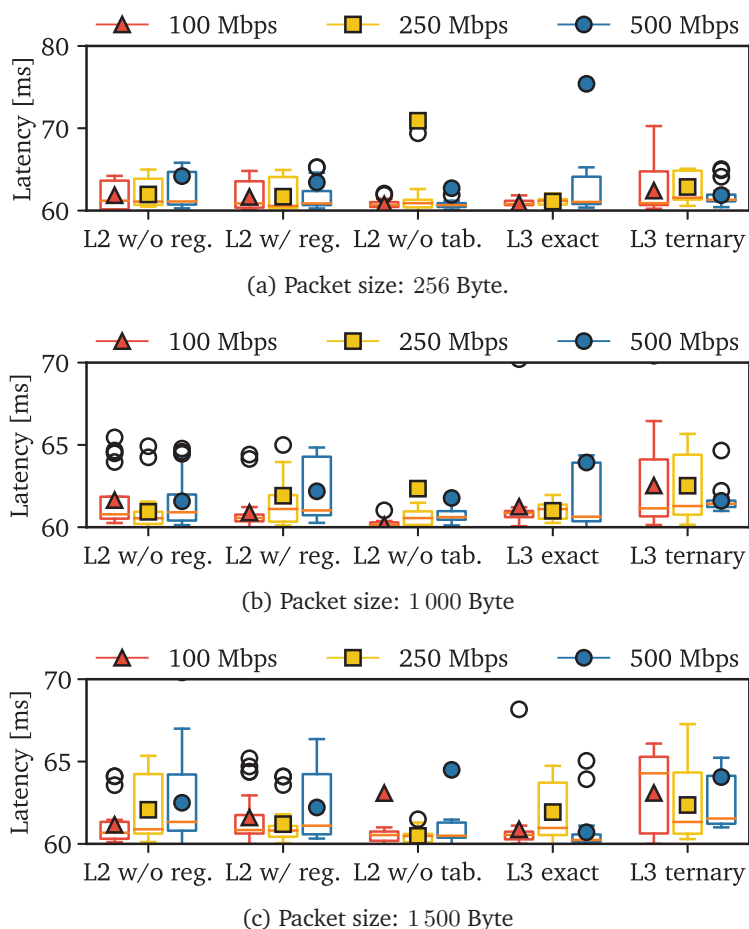 100 Mbps 250 Mbps 500 Mbps
80
70
60
Latency [ms]
L2 w/o reg. L2 w/ reg. L2 w/o tab. L3 exact L3 ternary
(a) Packet size: 256 Byte.
100 Mbps 250 Mbps 500 Mbps
70
65
60
Latency [ms]
L2 w/o reg. L2 w/ reg. L2 w/o tab. L3 exact L3 ternary
(b) Packet size: 1 000 Byte
100 Mbps 250 Mbps 500 Mbps
70
65
60
Latency [ms]
L2 w/o reg. L2 w/ reg. L2 w/o tab. L3 exact L3 ternary
(c) Packet size: 1 500 Byte